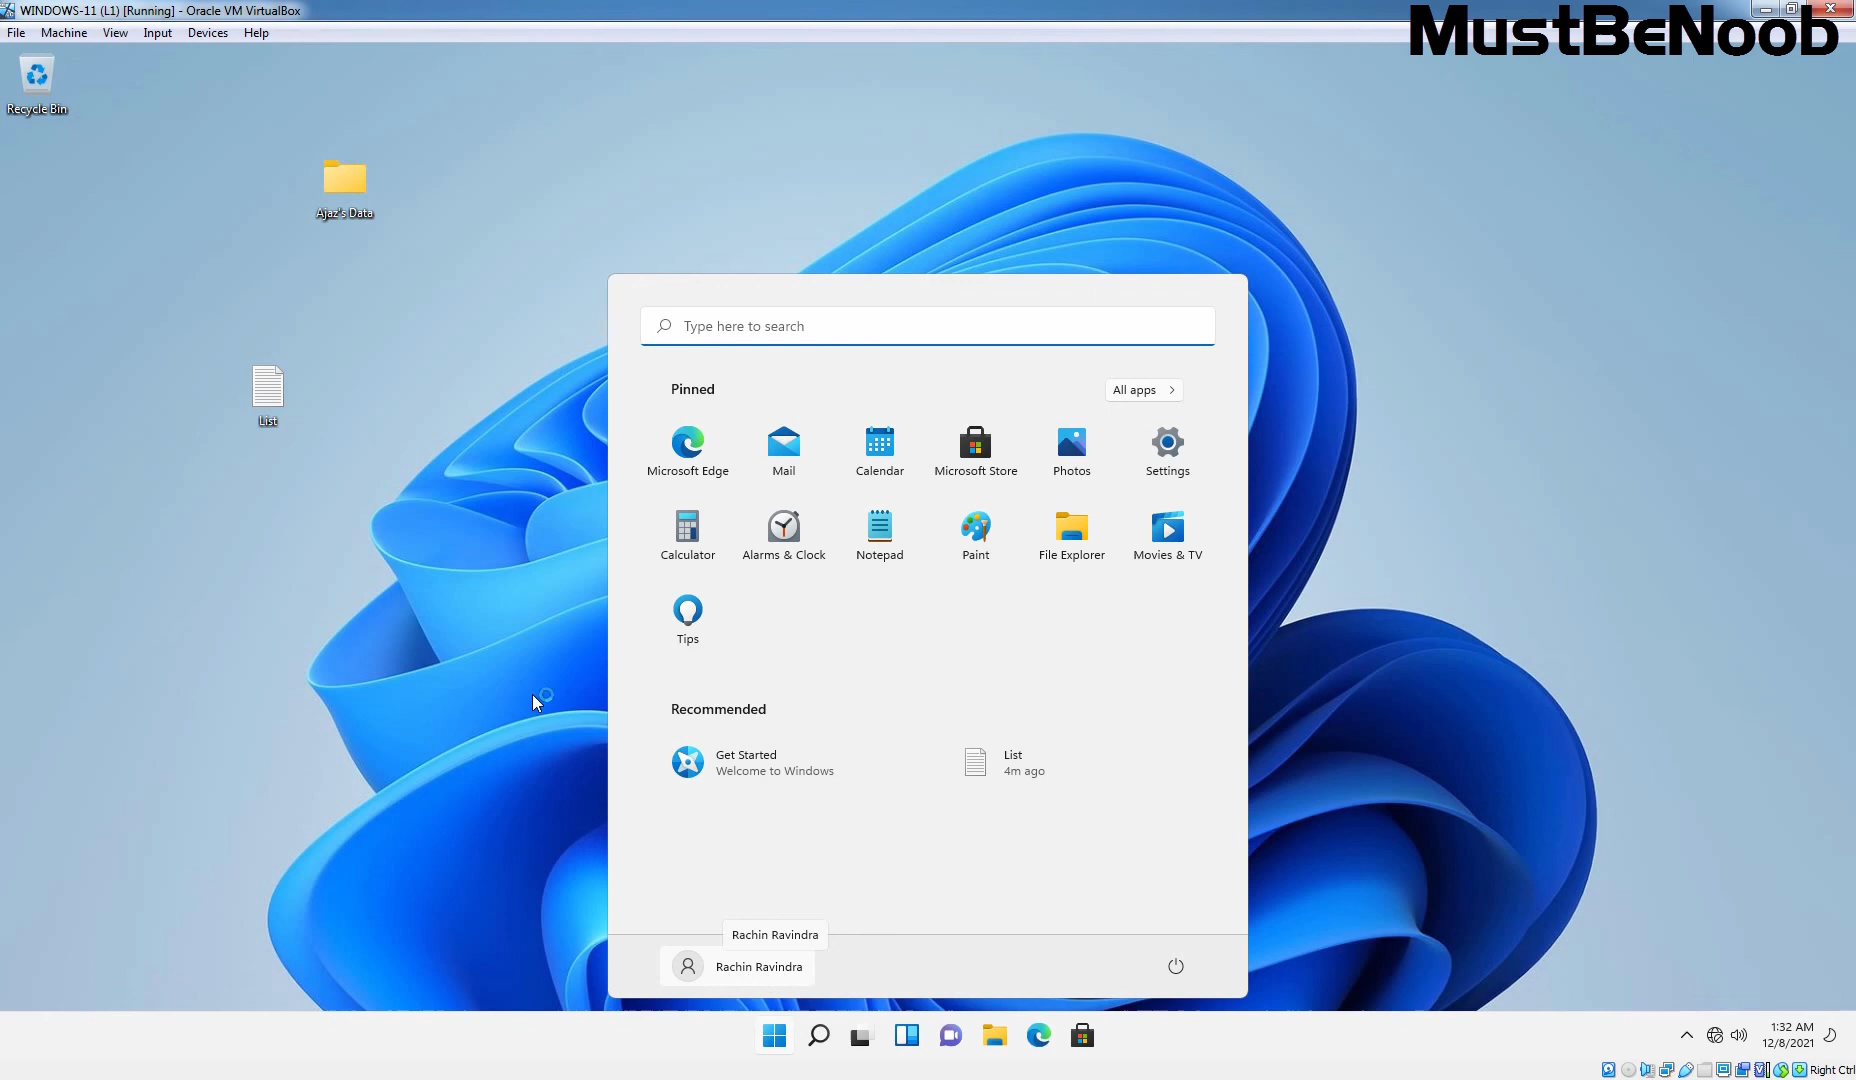 WINDOWS-11 (L1) [Running] - Oracle VM VirtualBox
MustBeNoob
File Machine View Input Devices Help
Recycle Bin
Ajaz's Data
List
Type here to search
Pinned
All apps
Microsoft Edge Mail Calendar Microsoft Store Photos Settings
Calculator Alarms & Clock Notepad Paint File Explorer Movies & TV
Tips
Recommended
Get Started
Welcome to Windows
List
4m ago
Rachin Ravindra
Rachin Ravindra
1:32 AM
12/8/2021
Right Ctrl